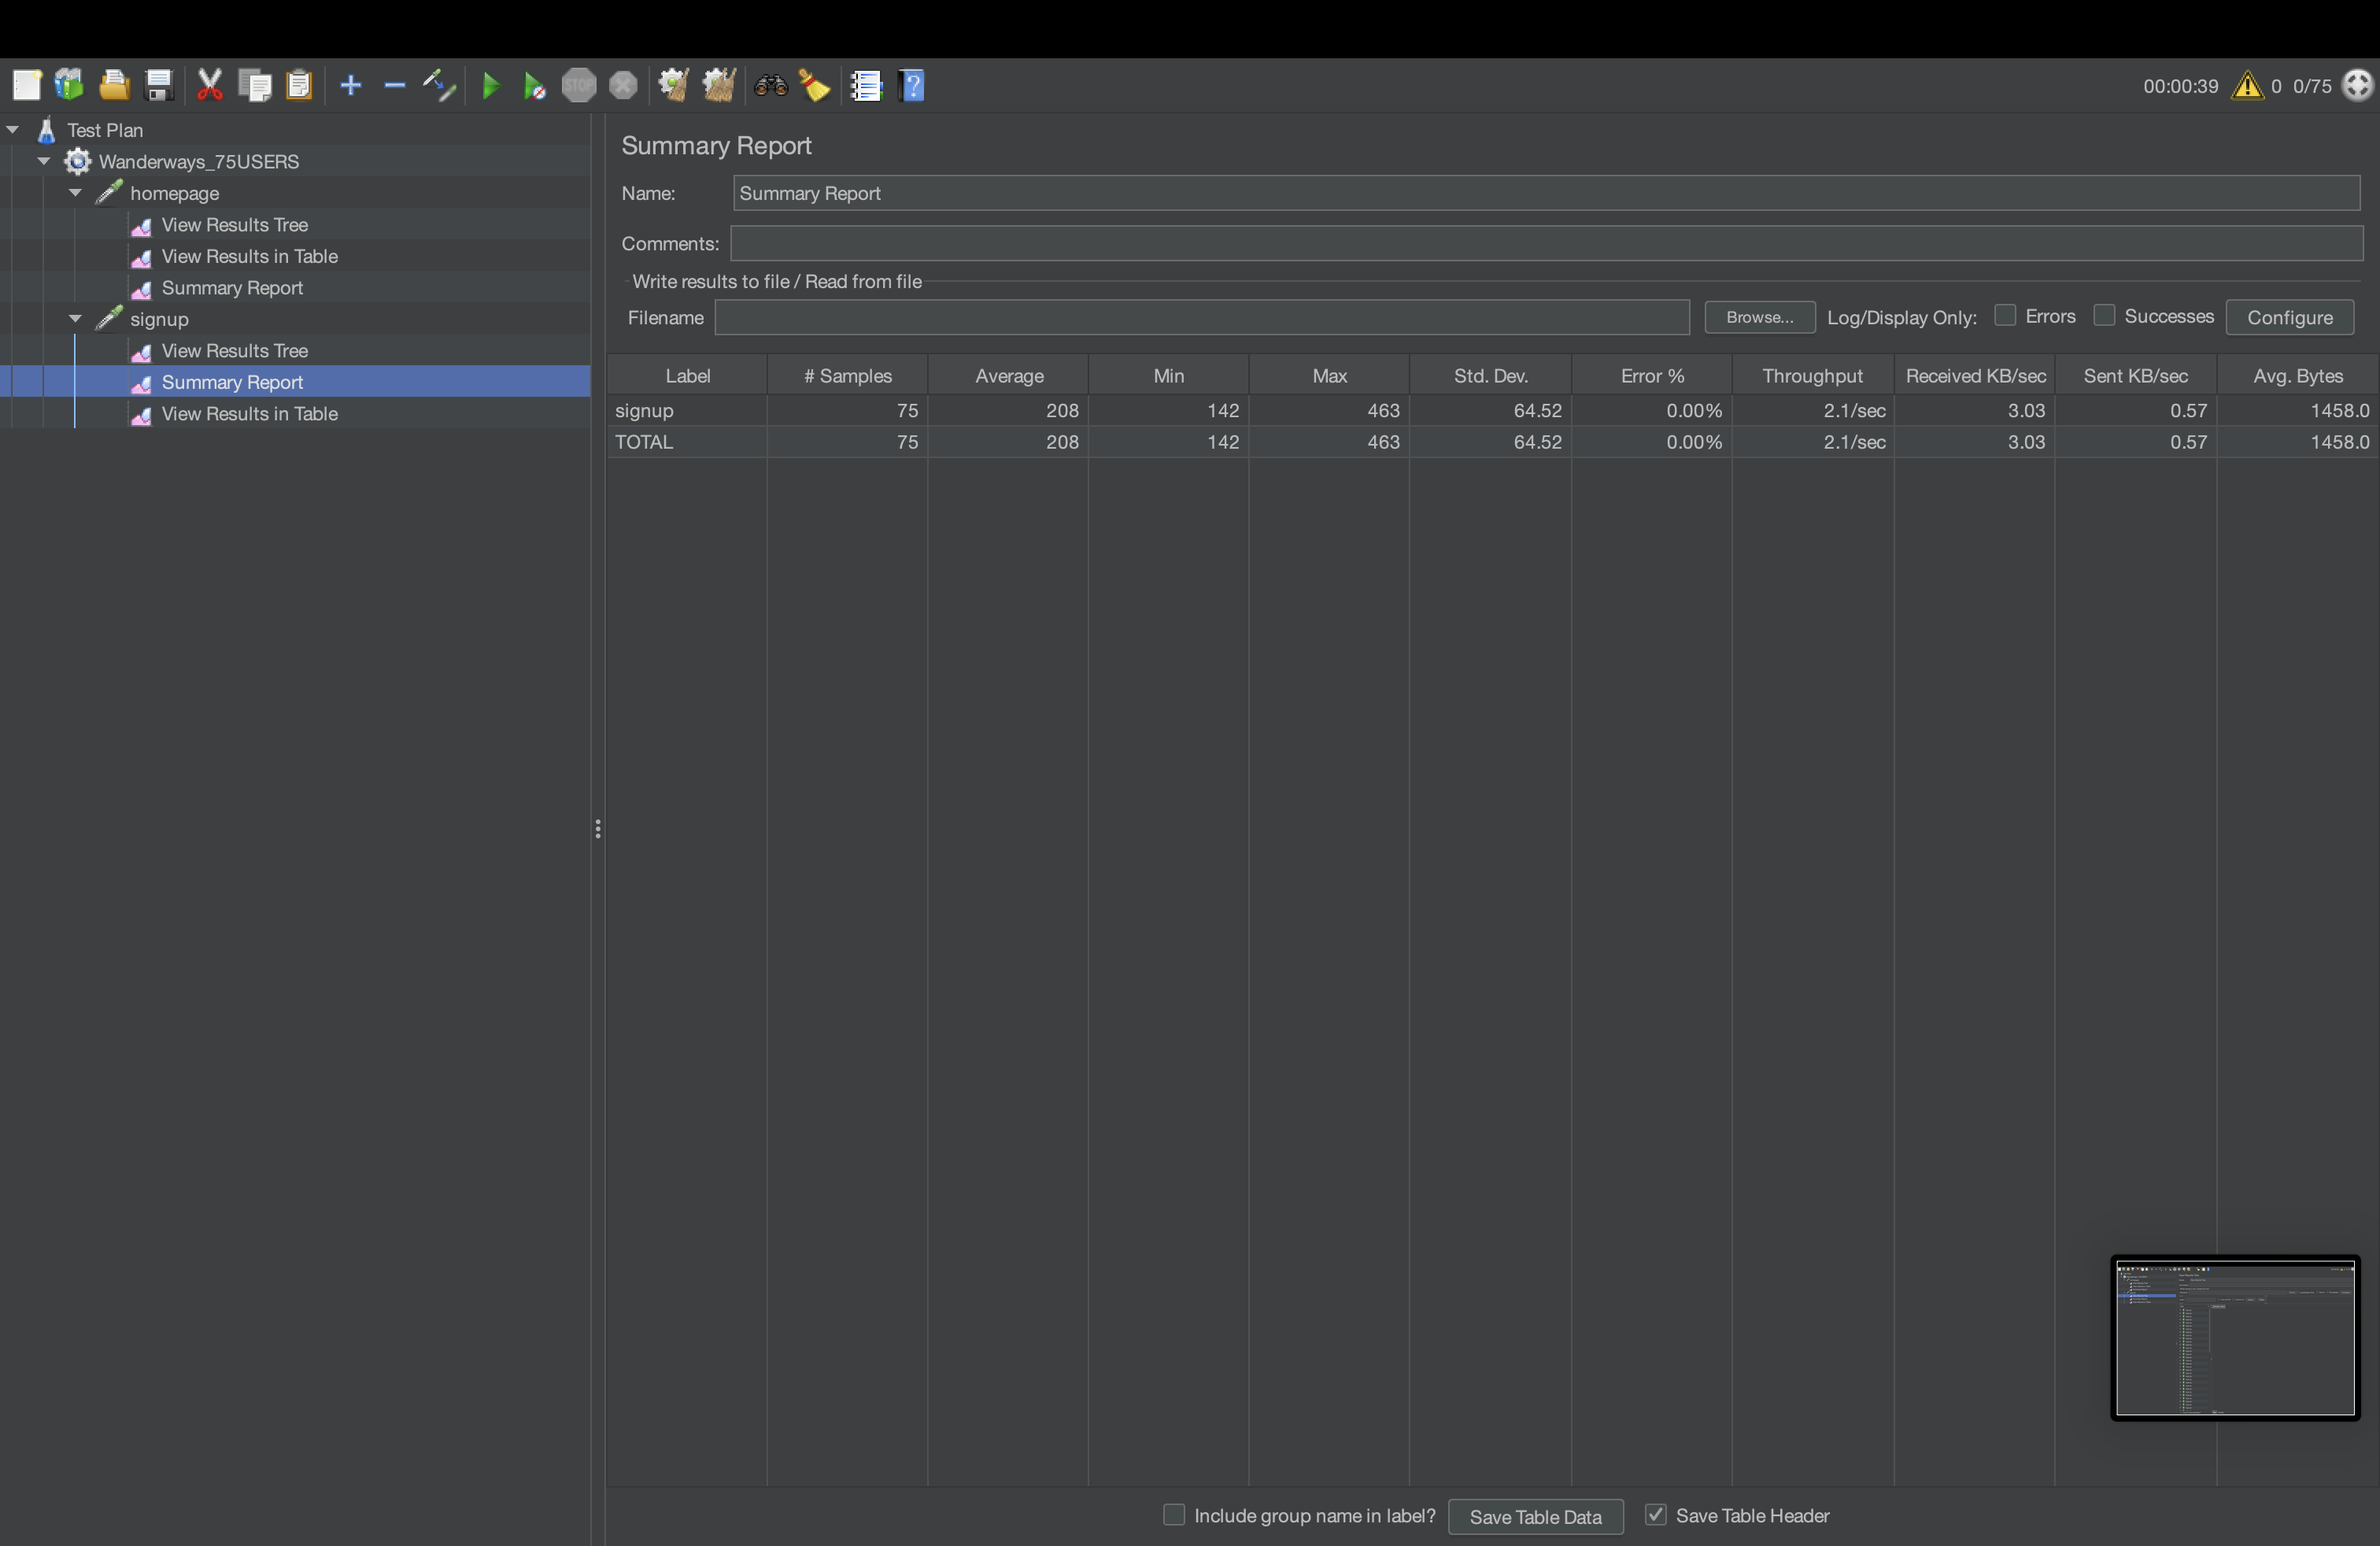 STOP
?
00:00:39 0 0/75
Test Plan
Wanderways_75USERS
homepage
View Results Tree
View Results in Table
Summary Report
signup
View Results Tree
Summary Report
View Results in Table
Summary Report
Name: Summary Report
Comments:
Write results to file / Read from file
Filename Browse... Log/Display Only: Errors Successes Configure
Label # Samples Average Min Max Std. Dev. Error % Throughput Received KB/sec Sent KB/sec Avg. Bytes
signup 75 208 142 463 64.52 0.00% 2.1/sec 3.03 0.57 1458.0
TOTAL 75 208 142 463 64.52 0.00% 2.1/sec 3.03 0.57 1458.0
Include group name in label? Save Table Data Save Table Header